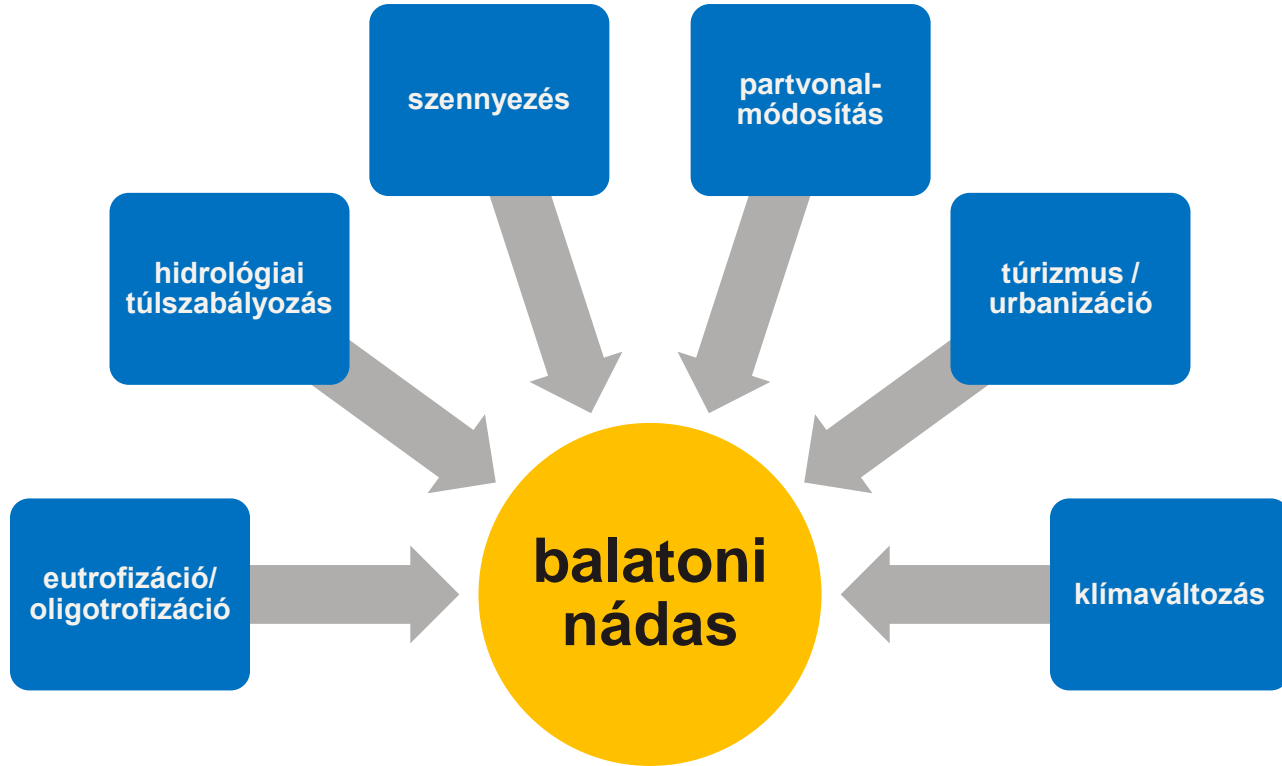 szennyezés
partvonal-
módosítás
hidrológiai
túlszabályozás
túrizmus /
urbanizáció
eutrofizáció/
oligotrofizáció
balatoni
nádas
klímaváltozás